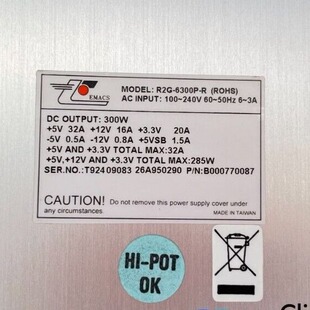 EMACS
MODEL: R2G-6300P-R (ROHS)
AC INPUT: 100~240V 60~50Hz 6~3A
DC OUTPUT: 300W
+5V 32A +12V 16A +3.3V 20A
-5V 0.5A -12V 0.8A +5VSB 1.5A
+5V AND +3.3V TOTAL MAX:32A
+5V,+12V AND +3.3V TOTAL MAX:285W
SER.NO.:T92409083 26A950290 P/N:B000770087
CAUTION! Do not remove this power supply cover under
any circumstances.
MADE IN TAIWAN
HI-POT
OK
Cli